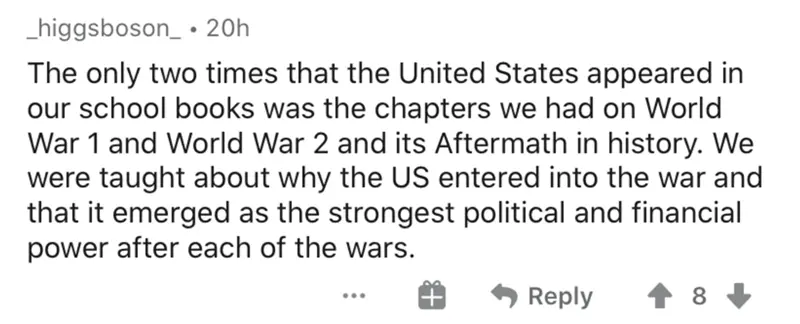 _higgsboson_ • 20h
The only two times that the United States appeared in
our school books was the chapters we had on World
War 1 and World War 2 and its Aftermath in history. We
were taught about why the US entered into the war and
that it emerged as the strongest political and financial
power after each of the wars.
... Reply 8